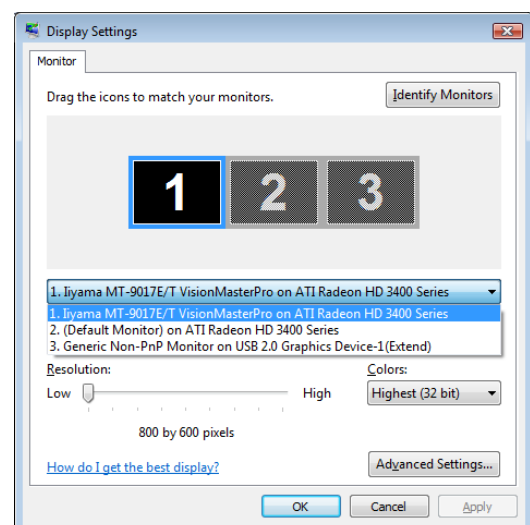 Display Settings
Monitor
Drag the icons to match your monitors.
Identify Monitors
1 2 3
1. Iiyama MT-9017E/T VisionMasterPro on ATI Radeon HD 3400 Series
1. Iiyama MT-9017E/T VisionMasterPro on ATI Radeon HD 3400 Series
2. (Default Monitor) on ATI Radeon HD 3400 Series
3. Generic Non-PnP Monitor on USB 2.0 Graphics Device-1(Extend)
Resolution: Colors:
Low High Highest (32 bit)
800 by 600 pixels
How do I get the best display? Advanced Settings...
OK Cancel Apply